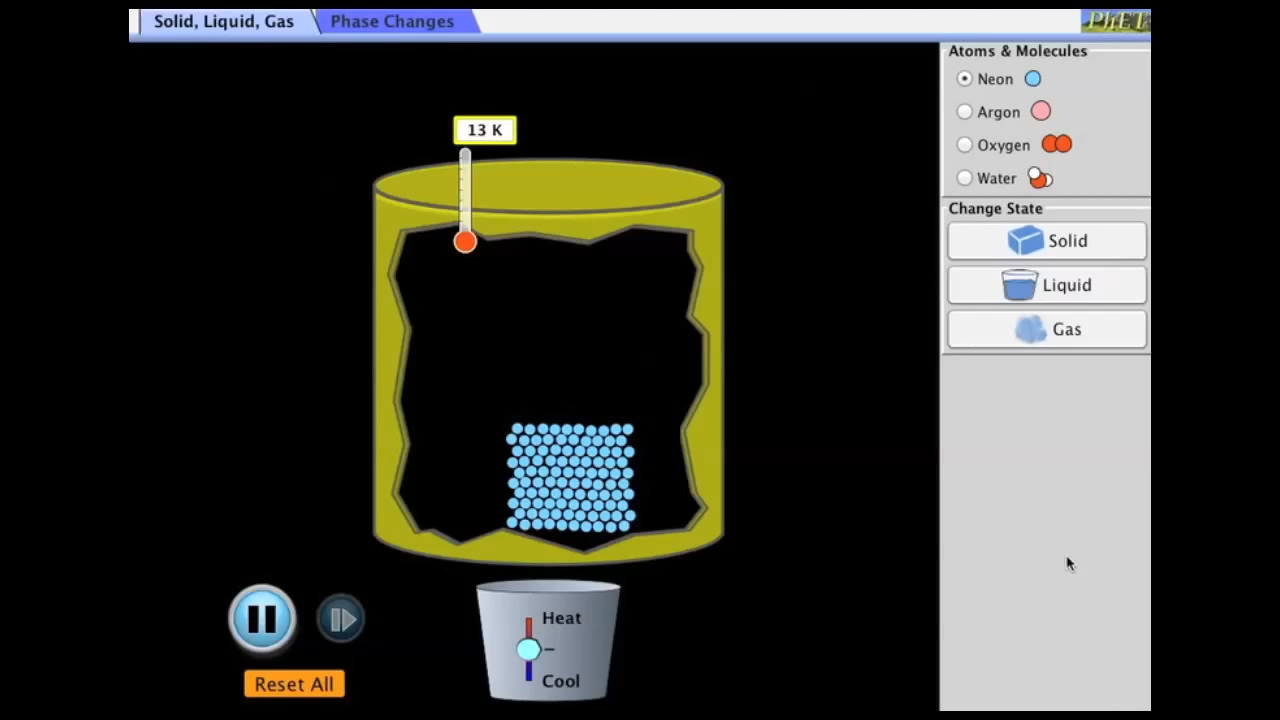 Solid, Liquid, Gas
Phase Changes
PhET
Atoms & Molecules
Neon
Argon
Oxygen
Water
Change State
Solid
Liquid
Gas
13 K
Heat
Cool
Reset All